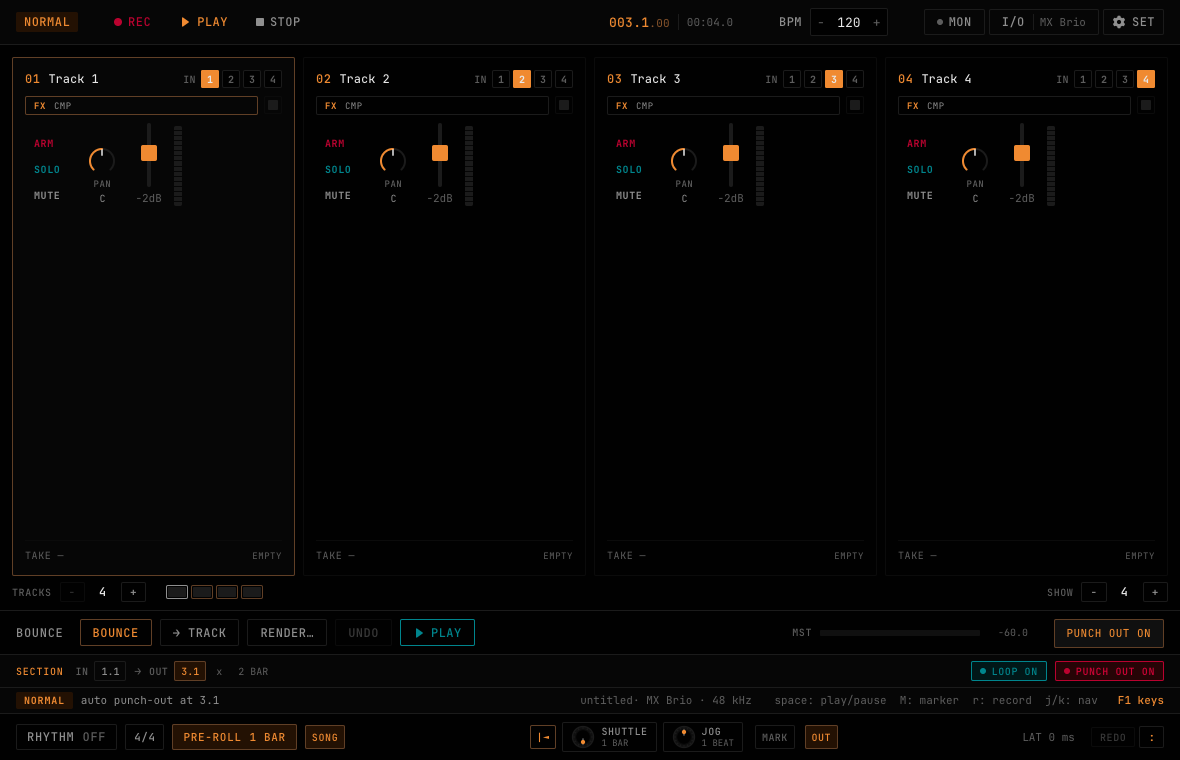 NORMAL REC PLAY STOP 003.1.00 00:04.0 BPM - 120 + MON I/O MX Brio SET
01 Track 1 IN 1 2 3 4
FX CMP
ARM
SOLO
MUTE
PAN
C
-2dB
TAKE — EMPTY
02 Track 2 IN 1 2 3 4
FX CMP
ARM
SOLO
MUTE
PAN
C
-2dB
TAKE — EMPTY
03 Track 3 IN 1 2 3 4
FX CMP
ARM
SOLO
MUTE
PAN
C
-2dB
TAKE — EMPTY
04 Track 4 IN 1 2 3 4
FX CMP
ARM
SOLO
MUTE
PAN
C
-2dB
TAKE — EMPTY
TRACKS - 4 + SHOW - 4 +
BOUNCE BOUNCE → TRACK RENDER… UNDO PLAY MST -60.0 PUNCH OUT ON
SECTION IN 1.1 → OUT 3.1 x 2 BAR LOOP ON PUNCH OUT ON
NORMAL auto punch-out at 3.1 untitled· MX Brio · 48 kHz space: play/pause M: marker r: record j/k: nav F1 keys
RHYTHM OFF 4/4 PRE-ROLL 1 BAR SONG |⇥ SHUTTLE 1 BAR JOG 1 BEAT MARK OUT LAT 0 ms REDO :